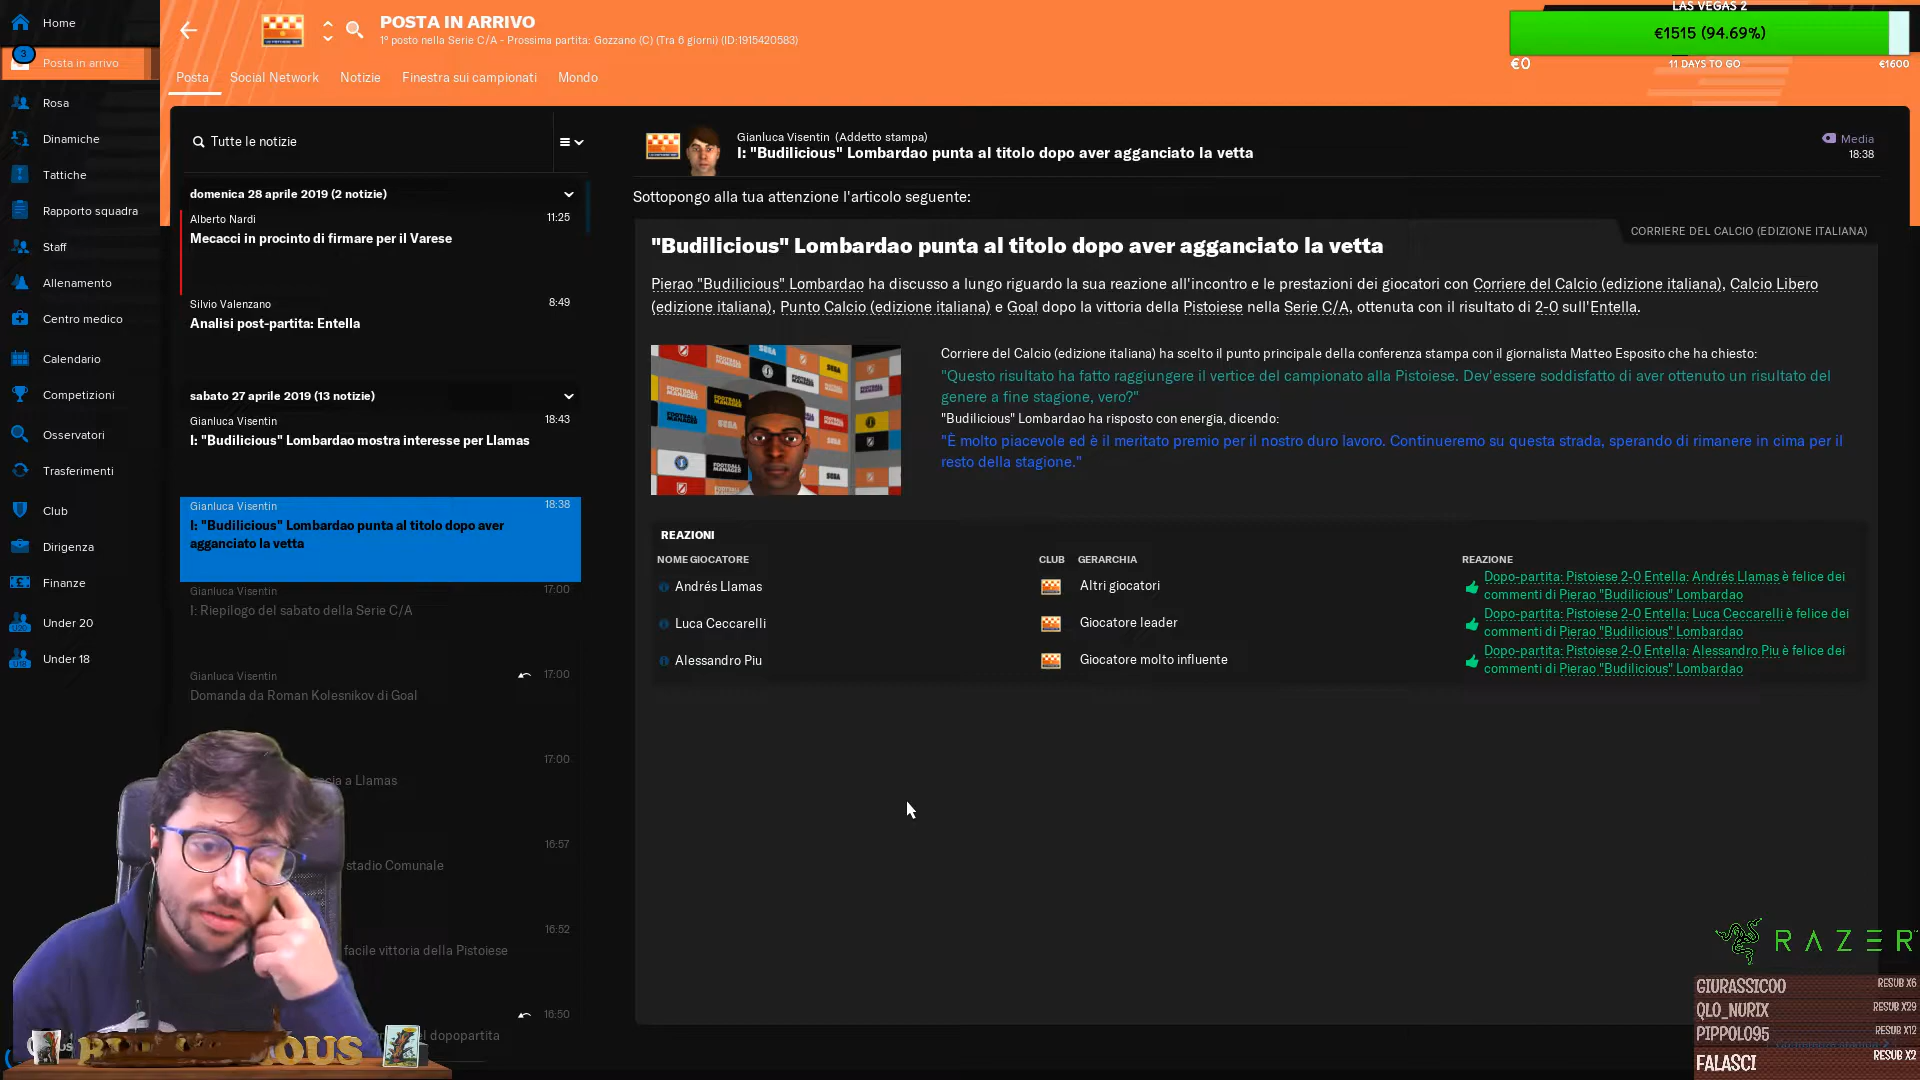 Home
3
Posta in arrivo
Rosa
Dinamiche
Tattiche
Rapporto squadra
Staff
Allenamento
Centro medico
Calendario
Competizioni
Osservatori
Trasferimenti
Club
Dirigenza
Finanze
Under 20
Under 18
POSTA IN ARRIVO
1° posto nella Serie C/A - Prossima partita: Gozzano (C) (Tra 6 giorni) (ID:1915420583)
Posta Social Network Notizie Finestra sui campionati Mondo
LAS VEGAS 2
€1515 (94.69%)
€0 11 DAYS TO GO €1600
Tutte le notizie
domenica 28 aprile 2019 (2 notizie)
Alberto Nardi 11:25
Mecacci in procinto di firmare per il Varese
Silvio Valenzano 8:49
Analisi post-partita: Entella
sabato 27 aprile 2019 (13 notizie)
Gianluca Visentin 18:43
I: "Budilicious" Lombardao mostra interesse per Llamas
Gianluca Visentin 18:38
I: "Budilicious" Lombardao punta al titolo dopo aver
agganciato la vetta
Gianluca Visentin 17:00
I: Riepilogo del sabato della Serie C/A
Gianluca Visentin 17:00
Domanda da Roman Kolesnikov di Goal
17:00
a Llamas
16:57
stadio Comunale
16:52
facile vittoria della Pistoiese
16:50
dopopartita
Gianluca Visentin (Addetto stampa)
I: "Budilicious" Lombardao punta al titolo dopo aver agganciato la vetta
Media
18:38
Sottopongo alla tua attenzione l'articolo seguente:
CORRIERE DEL CALCIO (EDIZIONE ITALIANA)
"Budilicious" Lombardao punta al titolo dopo aver agganciato la vetta
Pierao "Budilicious" Lombardao ha discusso a lungo riguardo la sua reazione all'incontro e le prestazioni dei giocatori con Corriere del Calcio (edizione italiana), Calcio Libero
(edizione italiana), Punto Calcio (edizione italiana) e Goal dopo la vittoria della Pistoiese nella Serie C/A, ottenuta con il risultato di 2-0 sull'Entella.
Corriere del Calcio (edizione italiana) ha scelto il punto principale della conferenza stampa con il giornalista Matteo Esposito che ha chiesto:
"Questo risultato ha fatto raggiungere il vertice del campionato alla Pistoiese. Dev'essere soddisfatto di aver ottenuto un risultato del
genere a fine stagione, vero?"
"Budilicious" Lombardao ha risposto con energia, dicendo:
"È molto piacevole ed è il meritato premio per il nostro duro lavoro. Continueremo su questa strada, sperando di rimanere in cima per il
resto della stagione."
REAZIONI
NOME GIOCATORE CLUB GERARCHIA REAZIONE
Andrés Llamas Altri giocatori Dopo-partita: Pistoiese 2-0 Entella: Andrés Llamas è felice dei
commenti di Pierao "Budilicious" Lombardao
Luca Ceccarelli Giocatore leader Dopo-partita: Pistoiese 2-0 Entella: Luca Ceccarelli è felice dei
commenti di Pierao "Budilicious" Lombardao
Alessandro Piu Giocatore molto influente Dopo-partita: Pistoiese 2-0 Entella: Alessandro Piu è felice dei
commenti di Pierao "Budilicious" Lombardao
RAZER
GIURASSICOO RESUB X6
QLO_NURIX RESUB X29
PIPPOLO95 RESUB X12
FALASCI RESUB X2